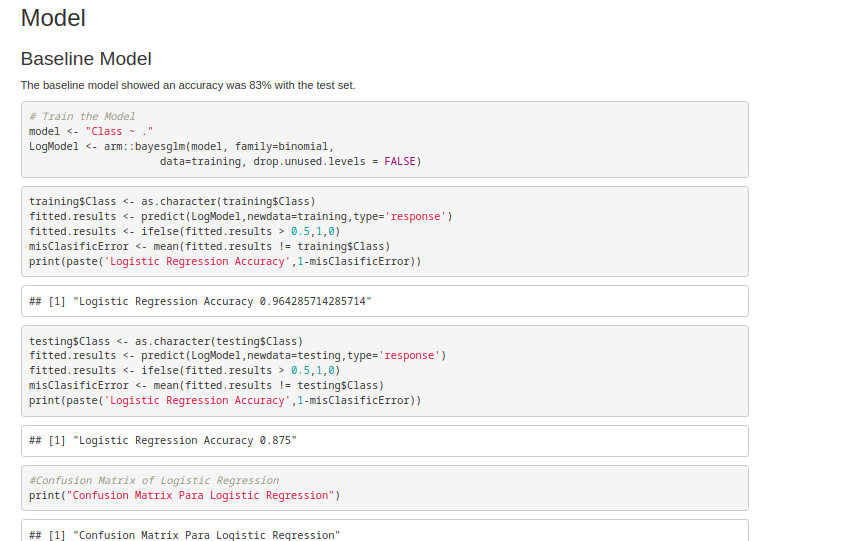 Model
Baseline Model
The baseline model showed an accuracy was 83% with the test set.
# Train the Model
model <- "Class ~ ."
LogModel <- arm::bayesglm(model, family=binomial,
                     data=training, drop.unused.levels = FALSE)
training$Class <- as.character(training$Class)
fitted.results <- predict(LogModel,newdata=training,type='response')
fitted.results <- ifelse(fitted.results > 0.5,1,0)
misClasificError <- mean(fitted.results != training$Class)
print(paste('Logistic Regression Accuracy',1-misClasificError))
## [1] "Logistic Regression Accuracy 0.964285714285714"
testing$Class <- as.character(testing$Class)
fitted.results <- predict(LogModel,newdata=testing,type='response')
fitted.results <- ifelse(fitted.results > 0.5,1,0)
misClasificError <- mean(fitted.results != testing$Class)
print(paste('Logistic Regression Accuracy',1-misClasificError))
## [1] "Logistic Regression Accuracy 0.875"
#Confusion Matrix of Logistic Regression
print("Confusion Matrix Para Logistic Regression")
## [1] "Confusion Matrix Para Logistic Regression"